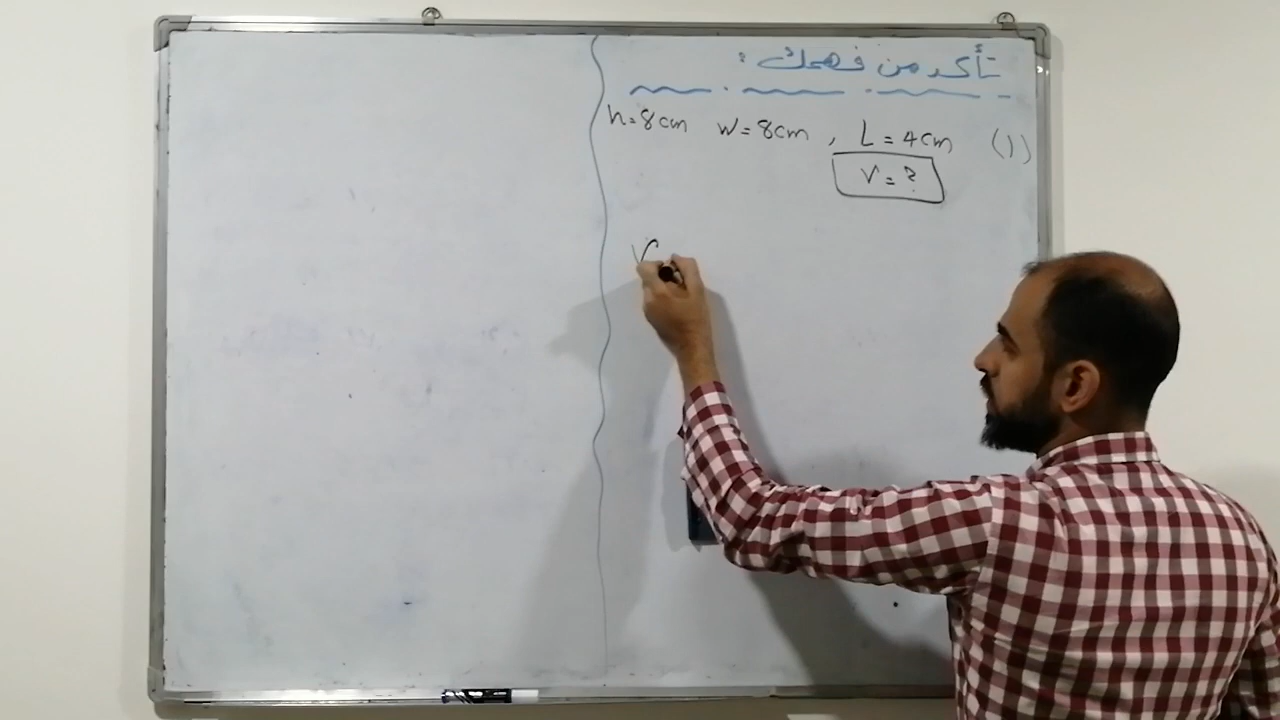 تأكد من فهمك :
(1) L = 4cm , w = 8cm h = 8cm
V = ?
V